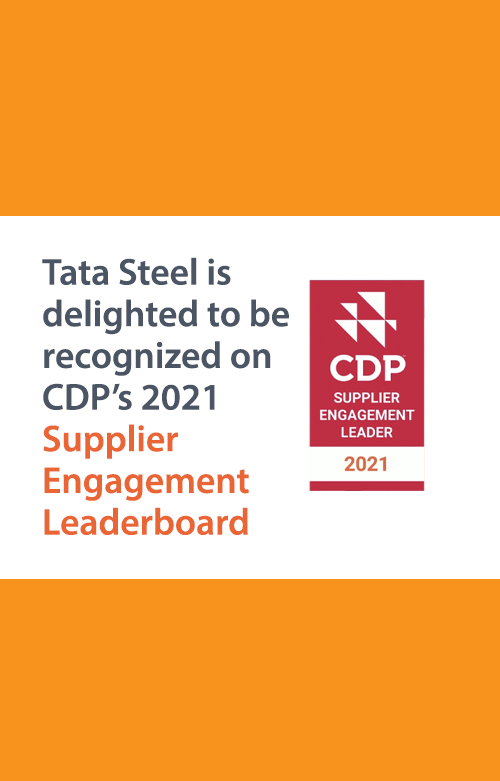 Tata Steel is
delighted to be
recognized on
CDP’s 2021
Supplier
Engagement
Leaderboard
CDP
SUPPLIER
ENGAGEMENT
LEADER
2021